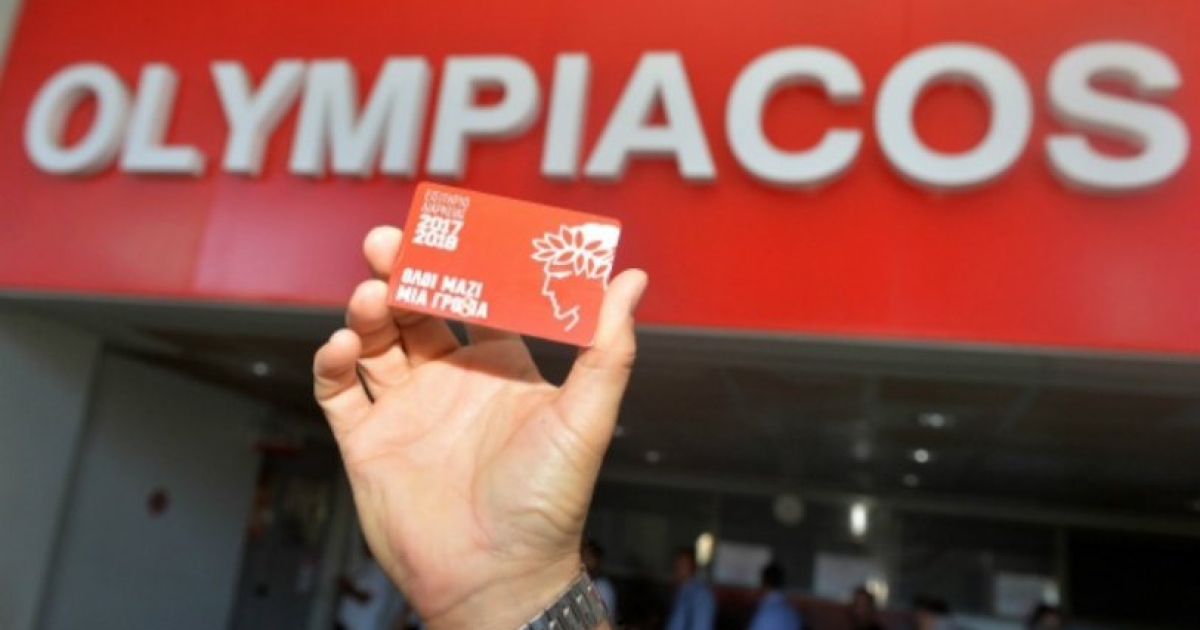 OLYMPIACOS
ΕΙΣΙΤΗΡΙΟ
ΔΙΑΡΚΕΙΑΣ
2017
2018
ΟΛΟΙ ΜΑΖΙ
ΜΙΑ ΓΡΟΘΙΑ